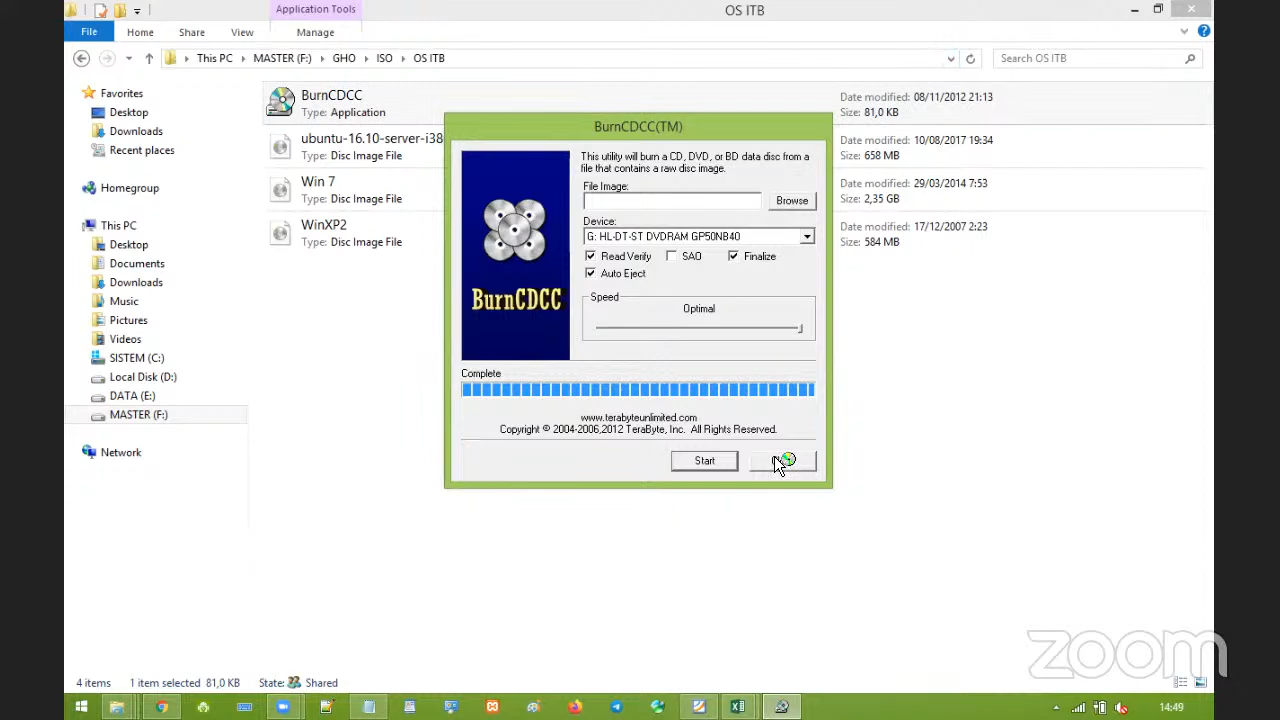 Application Tools
OS ITB
File
Home
Share
View
Manage
This PC
MASTER (F:)
GHO
ISO
OS ITB
Search OS ITB
Favorites
Desktop
Downloads
Recent places
Homegroup
This PC
Desktop
Documents
Downloads
Music
Pictures
Videos
SISTEM (C:)
Local Disk (D:)
DATA (E:)
MASTER (F:)
Network
BurnCDCC
Type: Application
Date modified: 08/11/2012 21:13
Size: 81,0 KB
ubuntu-16.10-server-i38
Type: Disc Image File
Date modified: 10/08/2017 19:34
Size: 658 MB
Win 7
Type: Disc Image File
Date modified: 29/03/2014 7:53
Size: 2,35 GB
WinXP2
Type: Disc Image File
Date modified: 17/12/2007 2:23
Size: 584 MB
BurnCDCC(TM)
This utility will burn a CD, DVD, or BD data disc from a
file that contains a raw disc image.
File Image:
Browse
Device:
G: HL-DT-ST DVDRAM GP50NB40
Read Verify
SAO
Finalize
Auto Eject
Speed
Optimal
BurnCDCC
Complete
www.terabyteunlimited.com
Copyright © 2004-2006,2012 TeraByte, Inc. All Rights Reserved.
Start
4 items
1 item selected 81,0 KB
State:
Shared
zoom
14:49